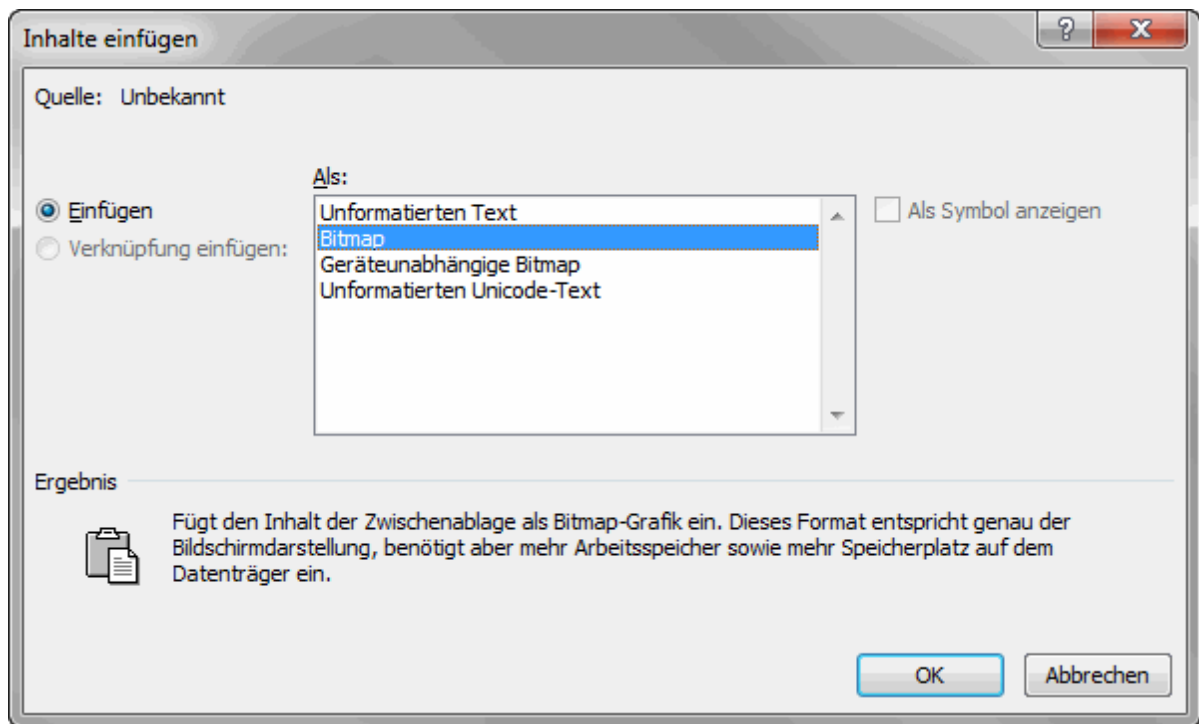 Inhalte einfügen
?
X
Quelle: Unbekannt
Als:
Einfügen
Verknüpfung einfügen:
Unformatierten Text
Bitmap
Geräteunabhängige Bitmap
Unformatierten Unicode-Text
Als Symbol anzeigen
Ergebnis
Fügt den Inhalt der Zwischenablage als Bitmap-Grafik ein. Dieses Format entspricht genau der
Bildschirmdarstellung, benötigt aber mehr Arbeitsspeicher sowie mehr Speicherplatz auf dem
Datenträger ein.
OK
Abbrechen